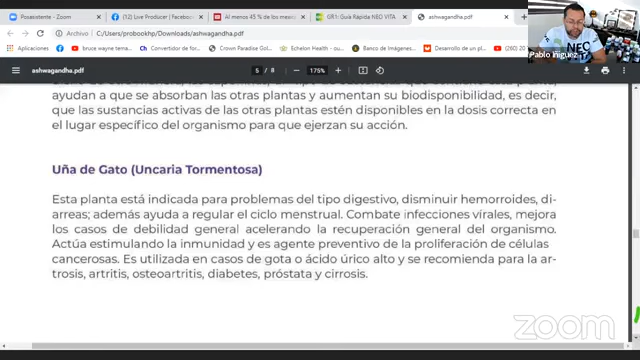 Posasistente - Zoom
(12) Live Producer | Facebook
Al menos 45 % de los mexica
GR1: Guía Rápida NEO VITA
ashwagandha.pdf
Archivo
C:/Users/probookhp/Downloads/ashwagandha.pdf
Aplicaciones
bruce wayne tem...
Convertidor de for...
Crown Paradise Gol...
Echelon Health -
Banco de Imágenes...
Desarrollo de un pl...
(260) 20
ashwagandha.pdf
5 / 8
175%
NEO
Pablo Iñiguez
ayudan a que se absorban las otras plantas y aumentan su biodisponibilidad, es decir,
que las sustancias activas de las otras plantas estén disponibles en la dosis correcta en
el lugar específico del organismo para que ejerzan su acción.
Uña de Gato (Uncaria Tormentosa)
Esta planta está indicada para problemas del tipo digestivo, disminuir hemorroides, di-
arreas; además ayuda a regular el ciclo menstrual. Combate infecciones vírales, mejora
los casos de debilidad general acelerando la recuperación general del organismo.
Actúa estimulando la inmunidad y es agente preventivo de la proliferación de células
cancerosas. Es utilizada en casos de gota o ácido úrico alto y se recomienda para la ar-
trosis, artritis, osteoartritis, diabetes, próstata y cirrosis.
zoom